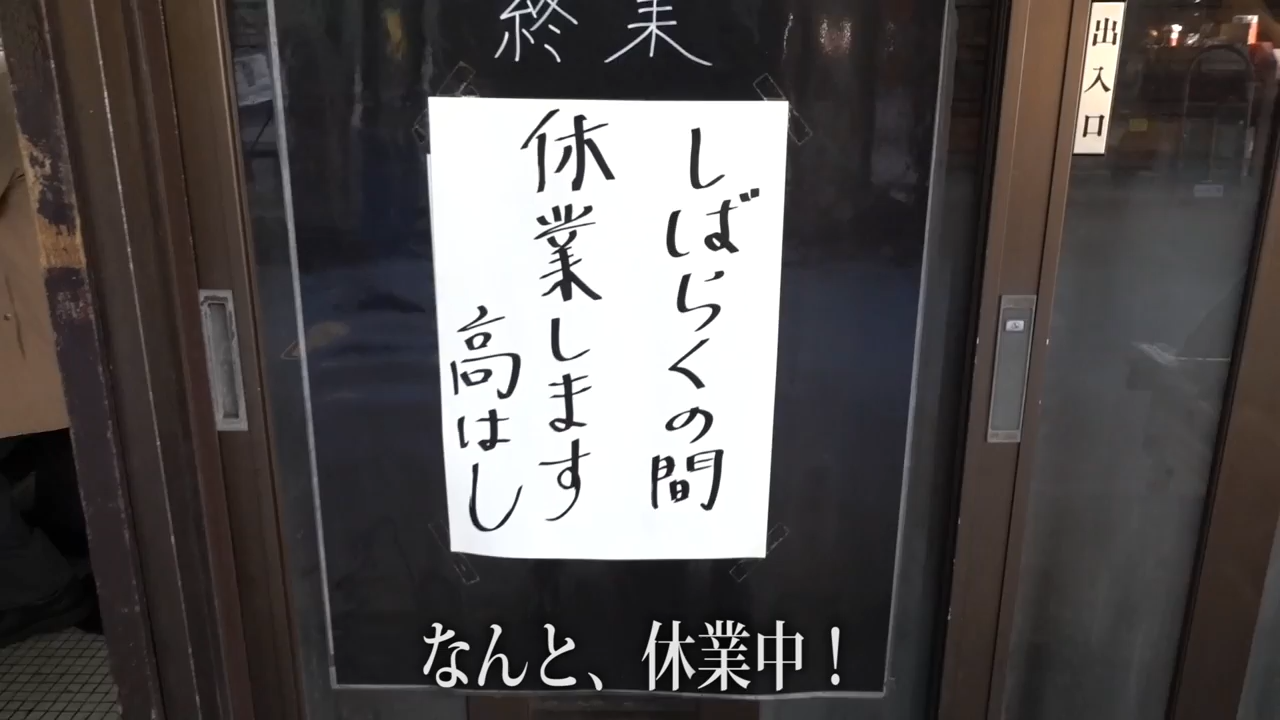 終業
しばらくの間
休業します
高はし
出入口
なんと、休業中！